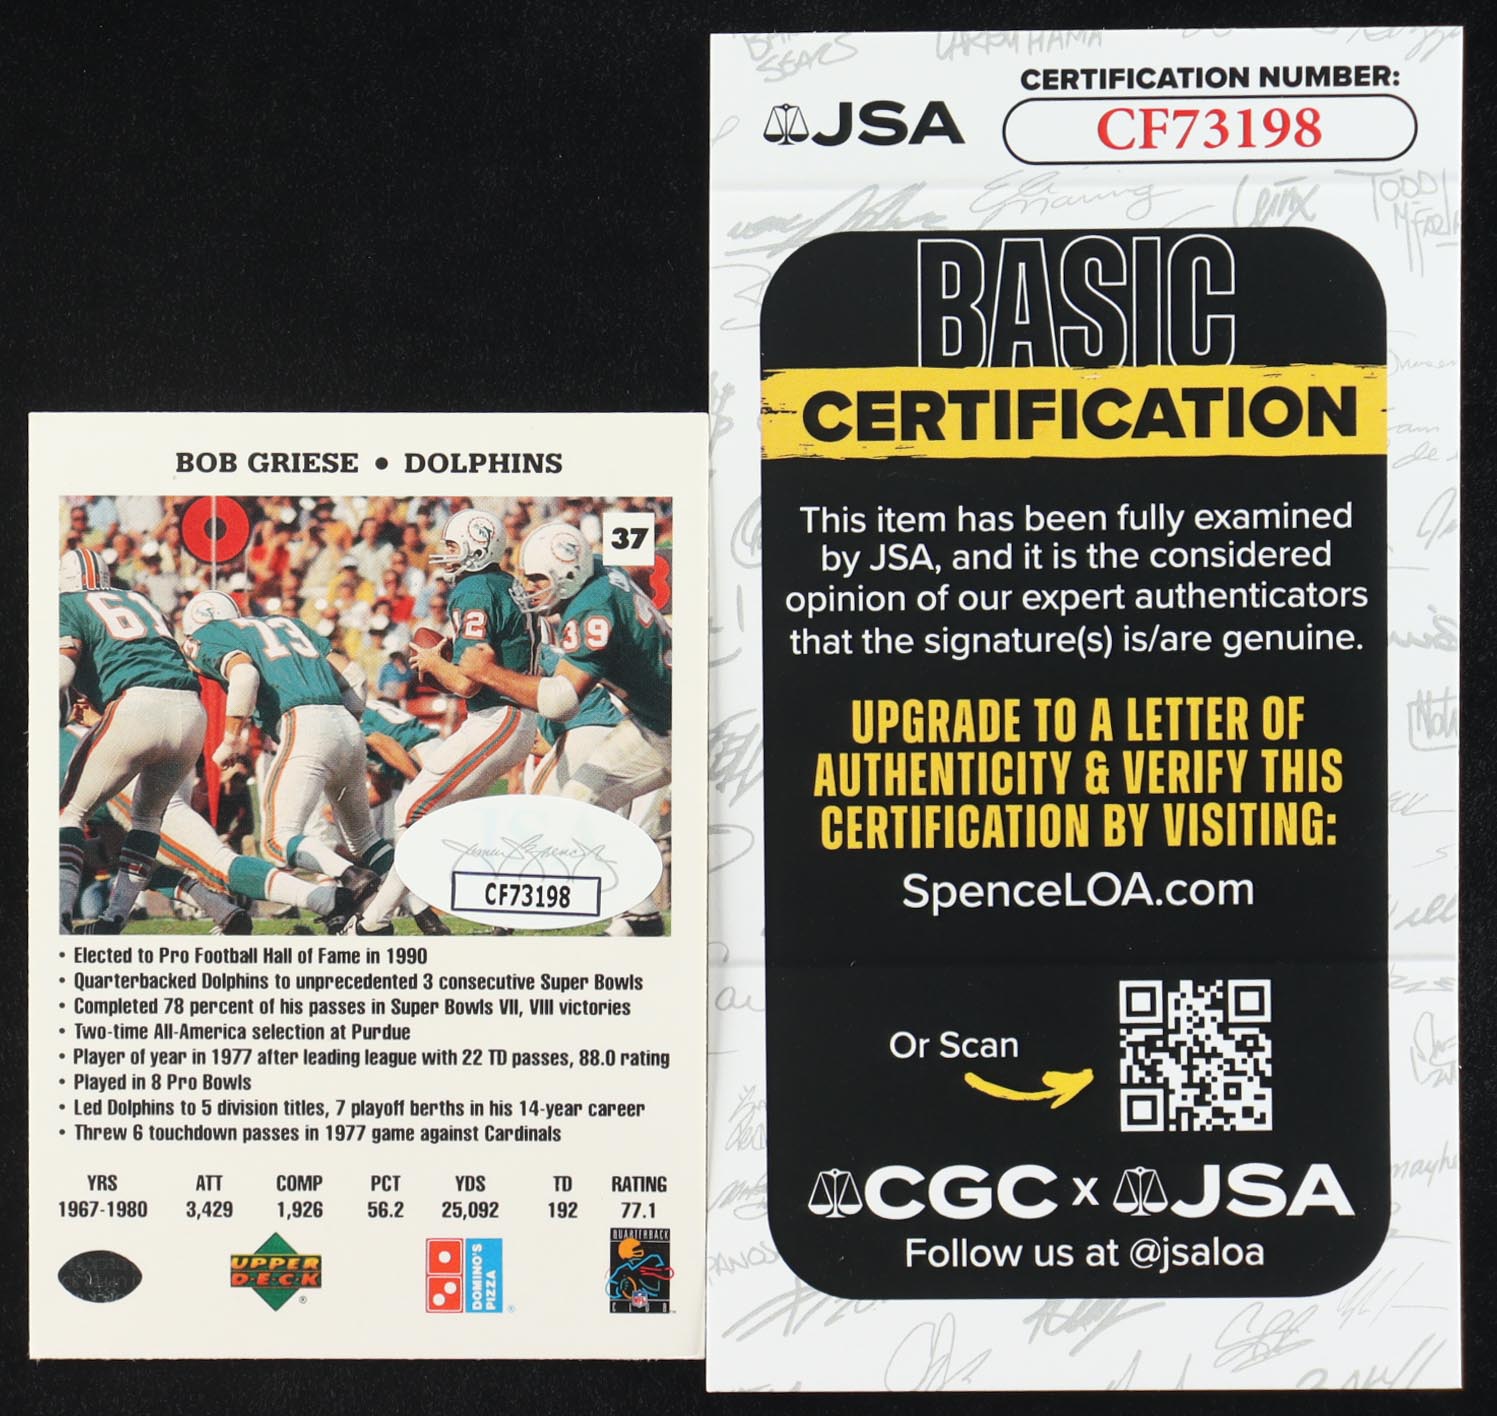 BOB GRIESE • DOLPHINS
37
61
73
12
39
JSA
CF73198
• Elected to Pro Football Hall of Fame in 1990
• Quarterbacked Dolphins to unprecedented 3 consecutive Super Bowls
• Completed 78 percent of his passes in Super Bowls VII, VIII victories
• Two-time All-America selection at Purdue
• Player of year in 1977 after leading league with 22 TD passes, 88.0 rating
• Played in 8 Pro Bowls
• Led Dolphins to 5 division titles, 7 playoff berths in his 14-year career
• Threw 6 touchdown passes in 1977 game against Cardinals
YRS ATT COMP PCT YDS TD RATING
1967-1980 3,429 1,926 56.2 25,092 192 77.1
UPPER
DECK
®
DOMINO'S
PIZZA
®
QUARTERBACK
CLUB
CERTIFICATION NUMBER:
JSA
CF73198
BASIC
CERTIFICATION
This item has been fully examined
by JSA, and it is the considered
opinion of our expert authenticators
that the signature(s) is/are genuine.
UPGRADE TO A LETTER OF
AUTHENTICITY & VERIFY THIS
CERTIFICATION BY VISITING:
SpenceLOA.com
Or Scan
CGC x JSA
Follow us at @jsaloa